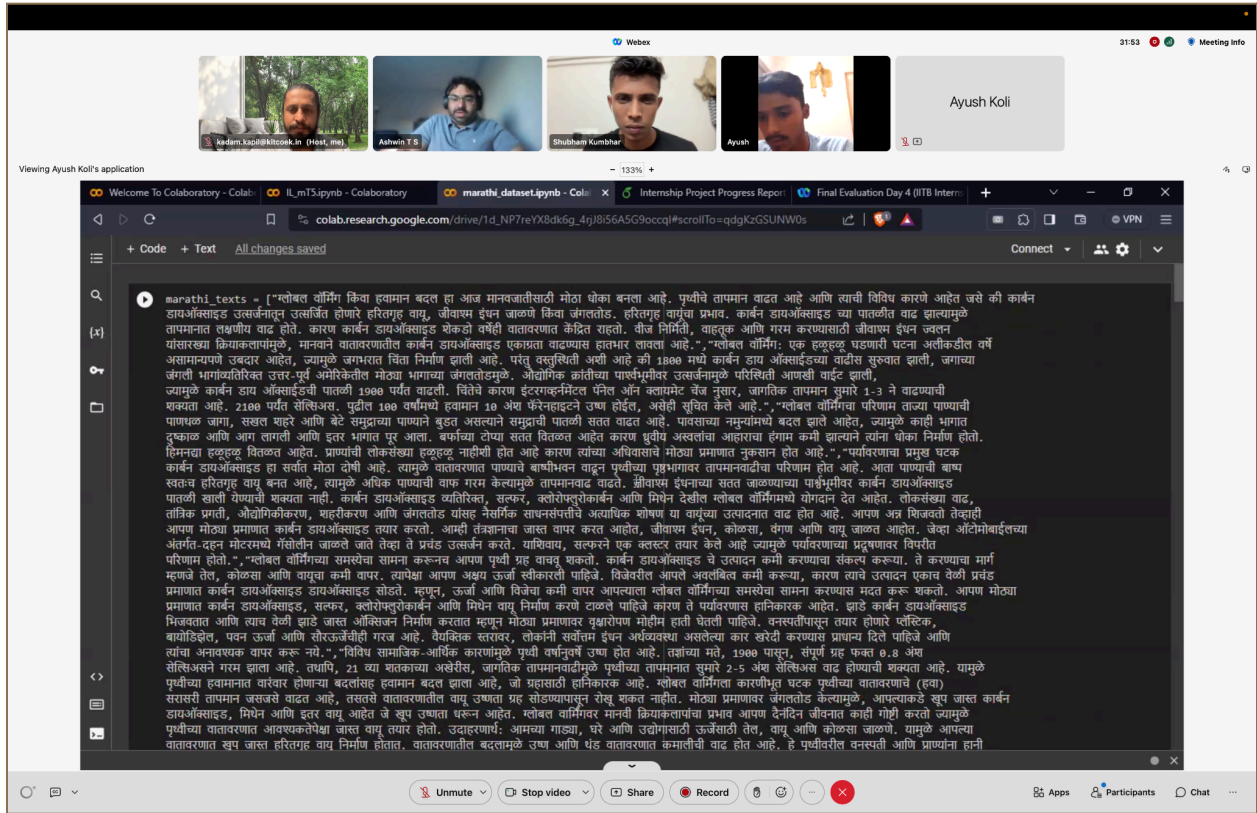 Webex
31:53
Meeting Info
kadam.kapil@kitcoek.in (Host, me)
Ashwin T S
Shubham Kumbhar
Ayush
Ayush Koli
Viewing Ayush Koli's application
− 133% +
Welcome To Colaboratory - Colab
IL_mT5.ipynb - Colaboratory
marathi_dataset.ipynb - Cola
Internship Project Progress Report
Final Evaluation Day 4 (IITB Interns
colab.research.google.com/drive/1d_NP7reYX8dk6g_4rjJ8i56A5G9occql#scrollTo=qdgKzGSUNW0s
VPN
+ Code + Text All changes saved
Connect
marathi_texts = ["ग्लोबल वॉर्मिंग किंवा हवामान बदल हा आज मानवजातीसाठी मोठा धोका बनला आहे. पृथ्वीचे तापमान वाढत आहे आणि त्याची विविध कारणे आहेत जसे की कार्बन
डायऑक्साइड उत्सर्जनातून उत्सर्जित होणारे हरितगृह वायू, जीवाश्म इंधन जाळणे किंवा जंगलतोड. हरितगृह वायूंचा प्रभाव. कार्बन डायऑक्साइड च्या पातळीत वाढ झाल्यामुळे
तापमानात लक्षणीय वाढ होते. कारण कार्बन डायऑक्साइड शेकडो वर्षेही वातावरणात केंद्रित राहतो. वीज निर्मिती, वाहतूक आणि गरम करण्यासाठी जीवाश्म इंधन ज्वलन
यांसारख्या क्रियाकलापांमुळे, मानवाने वातावरणातील कार्बन डायऑक्साइड एकाग्रता वाढण्यास हातभार लावला आहे.","ग्लोबल वॉर्मिंग: एक हळूहळू घडणारी घटना अलीकडील वर्षे
असामान्यपणे उबदार आहेत, ज्यामुळे जगभरात चिंता निर्माण झाली आहे. परंतु वस्तुस्थिती अशी आहे की 1800 मध्ये कार्बन डाय ऑक्साईडच्या वाढीस सुरुवात झाली, जगाच्या
जंगली भागांव्यतिरिक्त उत्तर-पूर्व अमेरिकेतील मोठ्या भागाच्या जंगलतोडमुळे. औद्योगिक क्रांतीच्या पार्श्वभूमीवर उत्सर्जनामुळे परिस्थिती आणखी वाईट झाली,
ज्यामुळे कार्बन डाय ऑक्साईडची पातळी 1900 पर्यंत वाढली. चिंतेचे कारण इंटरगव्हर्नमेंटल पॅनेल ऑन क्लायमेट चेंज नुसार, जागतिक तापमान सुमारे 1-3 ने वाढण्याची
शक्यता आहे. 2100 पर्यंत सेल्सिअस. पुढील 100 वर्षांमध्ये हवामान 10 अंश फॅरेनहाइटने उष्ण होईल, असेही सूचित केले आहे.","ग्लोबल वॉर्मिंगचा परिणाम ताज्या पाण्याची
पाणथळ जागा, सखल शहरे आणि बेटे समुद्राच्या पाण्याने बुडत असल्याने समुद्राची पातळी सतत वाढत आहे. पावसाच्या नमुन्यांमध्ये बदल झाले आहेत, ज्यामुळे काही भागात
दुष्काळ आणि आग लागली आणि इतर भागात पूर आला. बर्फाच्या टोप्या सतत वितळत आहेत कारण ध्रुवीय अस्वलांचा आहाराचा हंगाम कमी झाल्याने त्यांना धोका निर्माण होतो.
हिमनद्या हळूहळू वितळत आहेत. प्राण्यांची लोकसंख्या हळूहळू नाहीशी होत आहे कारण त्यांच्या अधिवासाचे मोठ्या प्रमाणात नुकसान होत आहे.","पर्यावरणाचा प्रमुख घटक
कार्बन डायऑक्साइड हा सर्वात मोठा दोषी आहे. त्यामुळे वातावरणात पाण्याचे बाष्पीभवन वाढून पृथ्वीच्या पृष्ठभागावर तापमानवाढीचा परिणाम होत आहे. आता पाण्याची बाष्प
स्वतःच हरितगृह वायू बनत आहे, त्यामुळे अधिक पाण्याची वाफ गरम केल्यामुळे तापमानवाढ वाढते. जीवाश्म इंधनाच्या सतत जाळण्याच्या पार्श्वभूमीवर कार्बन डायऑक्साइड
पातळी खाली येण्याची शक्यता नाही. कार्बन डायऑक्साइड व्यतिरिक्त, सल्फर, क्लोरोफ्लुरोकार्बन आणि मिथेन देखील ग्लोबल वॉर्मिंगमध्ये योगदान देत आहेत. लोकसंख्या वाढ,
तांत्रिक प्रगती, औद्योगिकीकरण, शहरीकरण आणि जंगलतोड यांसह नैसर्गिक साधनसंपत्तीचे अत्याधिक शोषण या वायूंच्या उत्पादनात वाढ होत आहे. आपण अन्न शिजवतो तेव्हाही
आपण मोठ्या प्रमाणात कार्बन डायऑक्साइड तयार करतो. आम्ही तंत्रज्ञानाचा जास्त वापर करत आहोत, जीवाश्म इंधन, कोळसा, वंगण आणि वायू जाळत आहोत. जेव्हा ऑटोमोबाईलच्या
अंतर्गत-दहन मोटरमध्ये गॅसोलीन जाळले जाते तेव्हा ते प्रचंड उत्सर्जन करते. याशिवाय, सल्फरने एक क्लस्टर तयार केले आहे ज्यामुळे पर्यावरणाच्या प्रदूषणावर विपरीत
परिणाम होतो.","ग्लोबल वॉर्मिंगच्या समस्येचा सामना करूनच आपण पृथ्वी ग्रह वाचवू शकतो. कार्बन डायऑक्साइड चे उत्पादन कमी करण्याचा संकल्प करूया. ते करण्याचा मार्ग
म्हणजे तेल, कोळसा आणि वायूचा कमी वापर. त्यापेक्षा आपण अक्षय ऊर्जा स्वीकारली पाहिजे. विजेवरील आपले अवलंबित्व कमी करूया, कारण त्याचे उत्पादन एकाच वेळी प्रचंड
प्रमाणात कार्बन डायऑक्साइड डायऑक्साइड सोडते. म्हणून, ऊर्जा आणि विजेचा कमी वापर आपल्याला ग्लोबल वॉर्मिंगच्या समस्येचा सामना करण्यास मदत करू शकतो. आपण मोठ्या
प्रमाणात कार्बन डायऑक्साइड, सल्फर, क्लोरोफ्लुरोकार्बन आणि मिथेन वायू निर्माण करणे टाळले पाहिजे कारण ते पर्यावरणास हानिकारक आहेत. झाडे कार्बन डायऑक्साइड
भिजवतात आणि त्याच वेळी झाडे जास्त ऑक्सिजन निर्माण करतात म्हणून मोठ्या प्रमाणावर वृक्षारोपण मोहीम हाती घेतली पाहिजे. वनस्पतींपासून तयार होणारे प्लॅस्टिक,
बायोडिझेल, पवन ऊर्जा आणि सौरऊर्जेचीही गरज आहे. वैयक्तिक स्तरावर, लोकांनी सर्वोत्तम इंधन अर्थव्यवस्था असलेल्या कार खरेदी करण्यास प्राधान्य दिले पाहिजे आणि
त्यांचा अनावश्यक वापर करू नये.","विविध सामाजिक-आर्थिक कारणांमुळे पृथ्वी वर्षानुवर्षे उष्ण होत आहे. तज्ञांच्या मते, 1900 पासून, संपूर्ण ग्रह फक्त 0.8 अंश
सेल्सिअसने गरम झाला आहे. तथापि, 21 व्या शतकाच्या अखेरीस, जागतिक तापमानवाढीमुळे पृथ्वीच्या तापमानात सुमारे 2-5 अंश सेल्सिअस वाढ होण्याची शक्यता आहे. यामुळे
पृथ्वीच्या हवामानात वारंवार होणाऱ्या बदलांसह हवामान बदल झाला आहे, जो ग्रहासाठी हानिकारक आहे. ग्लोबल वार्मिंगला कारणीभूत घटक पृथ्वीच्या वातावरणाचे (हवा)
सरासरी तापमान जसजसे वाढत आहे, तसतसे वातावरणातील वायू उष्णता ग्रह सोडण्यापासून रोखू शकत नाहीत. मोठ्या प्रमाणावर जंगलतोड केल्यामुळे, आपल्याकडे खूप जास्त कार्बन
डायऑक्साइड, मिथेन आणि इतर वायू आहेत जे खूप उष्णता धरून आहेत. ग्लोबल वार्मिंगवर मानवी क्रियाकलापांचा प्रभाव आपण दैनंदिन जीवनात काही गोष्टी करतो ज्यामुळे
पृथ्वीच्या वातावरणात आवश्यकतेपेक्षा जास्त वायू तयार होतो. उदाहरणार्थ: आमच्या गाड्या, घरे आणि उद्योगासाठी ऊर्जेसाठी तेल, वायू आणि कोळसा जाळणे. यामुळे आपल्या
वातावरणात खूप जास्त हरितगृह वायू निर्माण होतात. वातावरणातील बदलामुळे उष्ण आणि थंड वातावरणात कमालीची वाढ होत आहे. हे पृथ्वीवरील वनस्पती आणि प्राण्यांना हानी
Unmute
Stop video
Share
Record
Apps
Participants
Chat